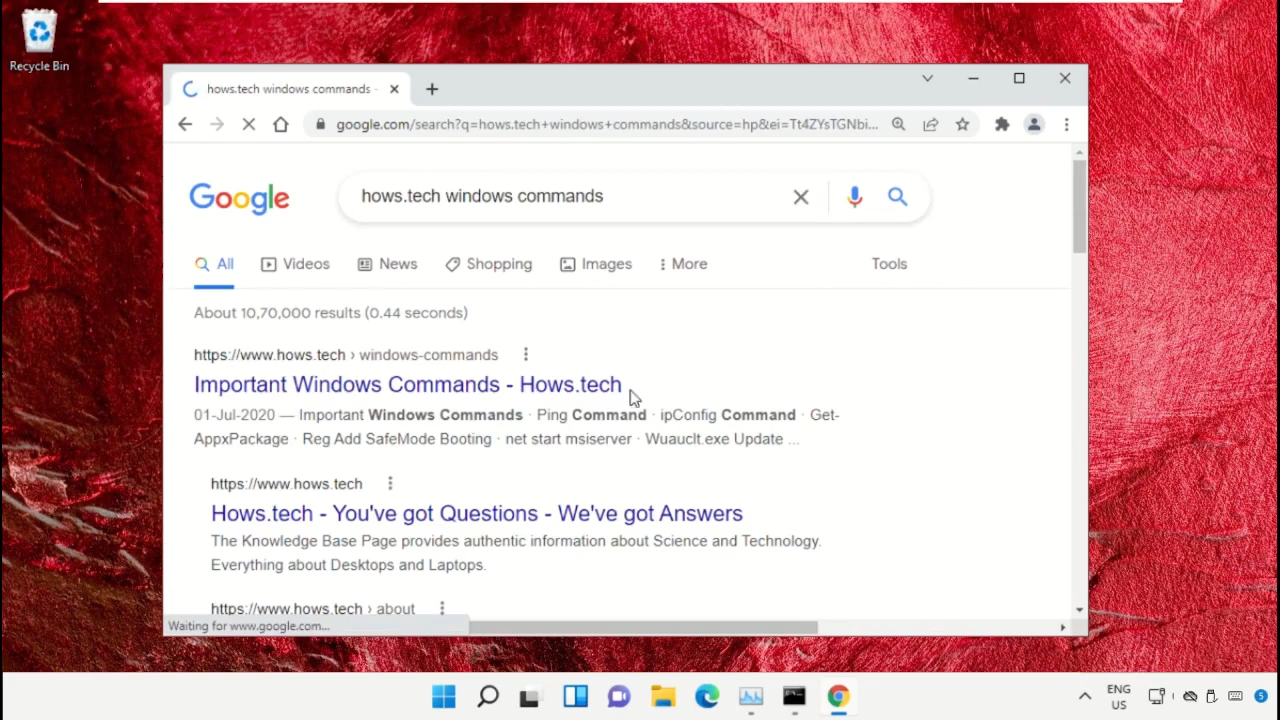 Recycle Bin
hows.tech windows commands -
google.com/search?q=hows.tech+windows+commands&source=hp&ei=Tt4ZYsTGNbi...
Google
hows.tech windows commands
All
Videos
News
Shopping
Images
More
Tools
About 10,70,000 results (0.44 seconds)
https://www.hows.tech › windows-commands
Important Windows Commands - Hows.tech
01-Jul-2020 — Important Windows Commands · Ping Command · ipConfig Command · Get-
AppxPackage · Reg Add SafeMode Booting · net start msiserver · Wuauclt.exe Update ...
https://www.hows.tech
Hows.tech - You've got Questions - We've got Answers
The Knowledge Base Page provides authentic information about Science and Technology.
Everything about Desktops and Laptops.
https://www.hows.tech › about
Waiting for www.google.com...
ENG
US
5